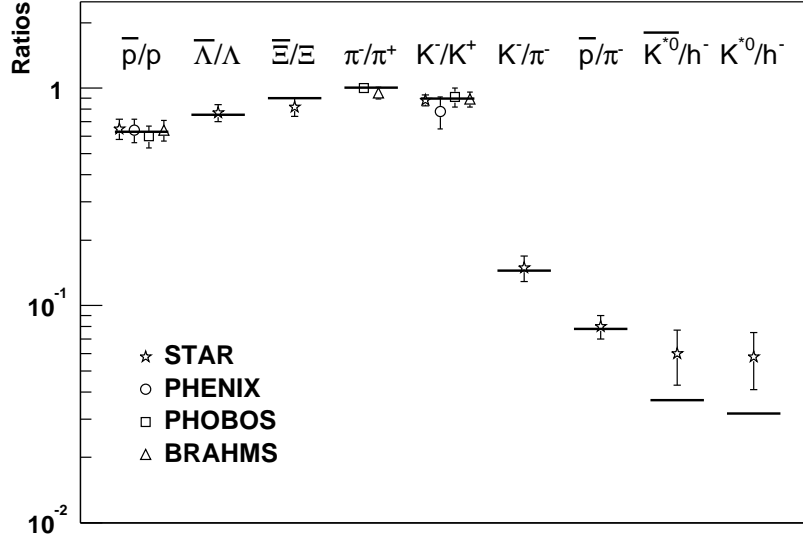 Ratios
p̅/p Λ̅/Λ Ξ̅/Ξ π⁻/π⁺ K⁻/K⁺ K⁻/π⁻ p̅/π⁻ K̅*⁰/h⁻ K*⁰/h⁻
1
10⁻¹
10⁻²
STAR
PHENIX
PHOBOS
BRAHMS